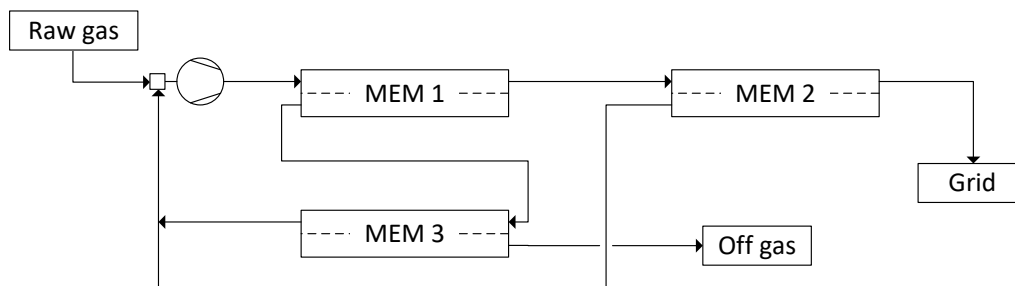 Raw gas
MEM 1
MEM 2
Grid
MEM 3
Off gas